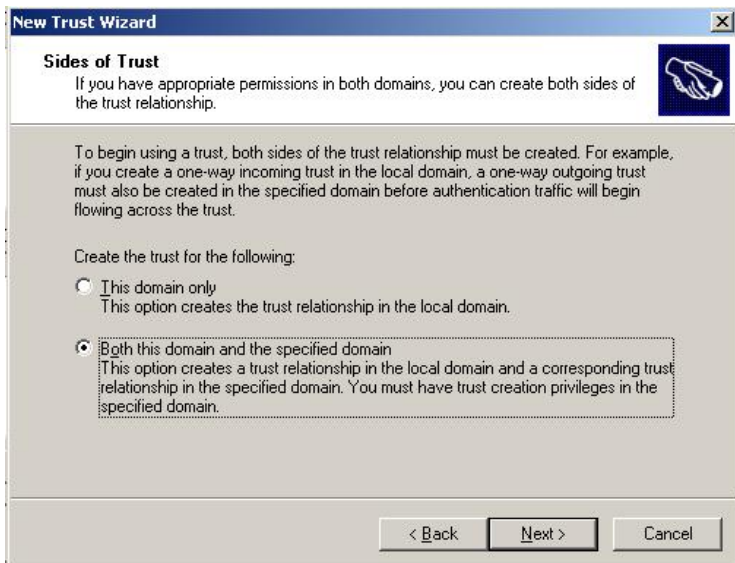 New Trust Wizard
Sides of Trust
If you have appropriate permissions in both domains, you can create both sides of
the trust relationship.
To begin using a trust, both sides of the trust relationship must be created. For example,
if you create a one-way incoming trust in the local domain, a one-way outgoing trust
must also be created in the specified domain before authentication traffic will begin
flowing across the trust.
Create the trust for the following:
This domain only
This option creates the trust relationship in the local domain.
Both this domain and the specified domain
This option creates a trust relationship in the local domain and a corresponding trust
relationship in the specified domain. You must have trust creation privileges in the
specified domain.
< Back Next > Cancel